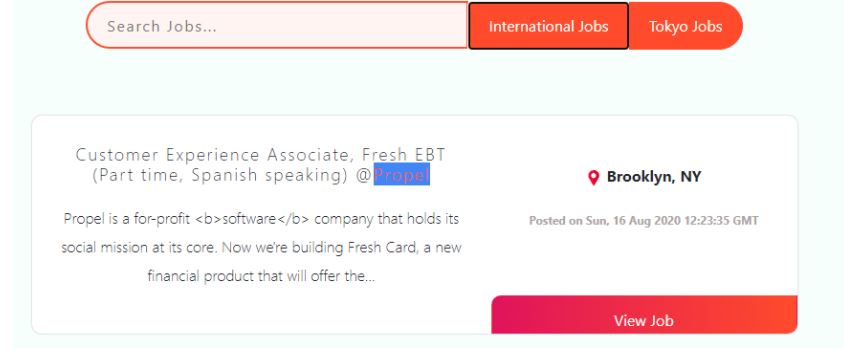 Search Jobs...
International Jobs
Tokyo Jobs
Customer Experience Associate, Fresh EBT
(Part time, Spanish speaking) @Propel
Propel is a for-profit <b>software</b> company that holds its
social mission at its core. Now we're building Fresh Card, a new
financial product that will offer the...
Brooklyn, NY
Posted on Sun, 16 Aug 2020 12:23:35 GMT
View Job